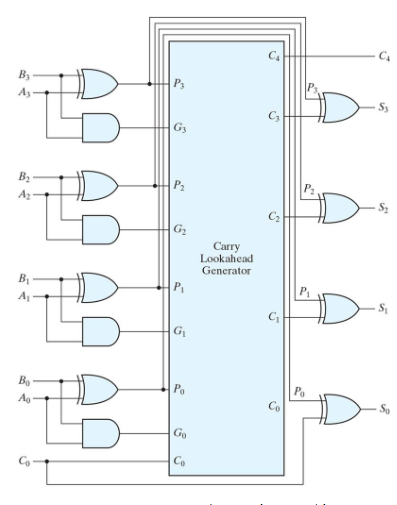 C4 C4
B3
A3
P3
P3
C3
S3
G3
B2
A2
P2
P2
C2
S2
G2
Carry
Lookahead
Generator
B1
A1
P1
P1
C1
S1
G1
B0
A0
P0
P0
C0
S0
G0
C0
C0